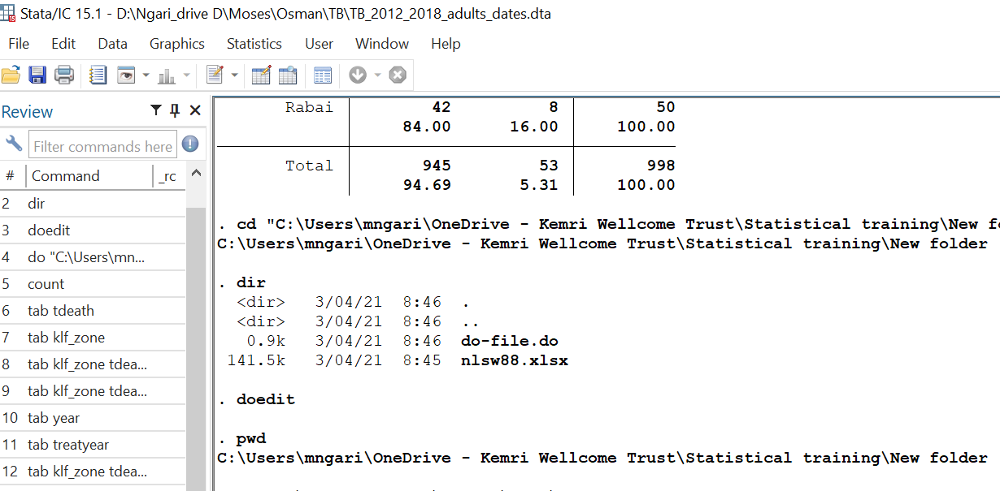 Stata/IC 15.1 - D:\Ngari_drive D\Moses\Osman\TB\TB_2012_2018_adults_dates.dta
File Edit Data Graphics Statistics User Window Help
Review
Filter commands here
# Command _rc
2 dir
3 doedit
4 do "C:\Users\mn...
5 count
6 tab tdeath
7 tab klf_zone
8 tab klf_zone tdea...
9 tab klf_zone tdea...
10 tab year
11 tab treatyear
12 tab klf_zone tdea...
Rabai 42 8 50
84.00 16.00 100.00
Total 945 53 998
94.69 5.31 100.00
. cd "C:\Users\mngari\OneDrive - Kemri Wellcome Trust\Statistical training\New fo
C:\Users\mngari\OneDrive - Kemri Wellcome Trust\Statistical training\New folder
. dir
<dir> 3/04/21 8:46 .
<dir> 3/04/21 8:46 ..
0.9k 3/04/21 8:46 do-file.do
141.5k 3/04/21 8:45 nlsw88.xlsx
. doedit
. pwd
C:\Users\mngari\OneDrive - Kemri Wellcome Trust\Statistical training\New folder